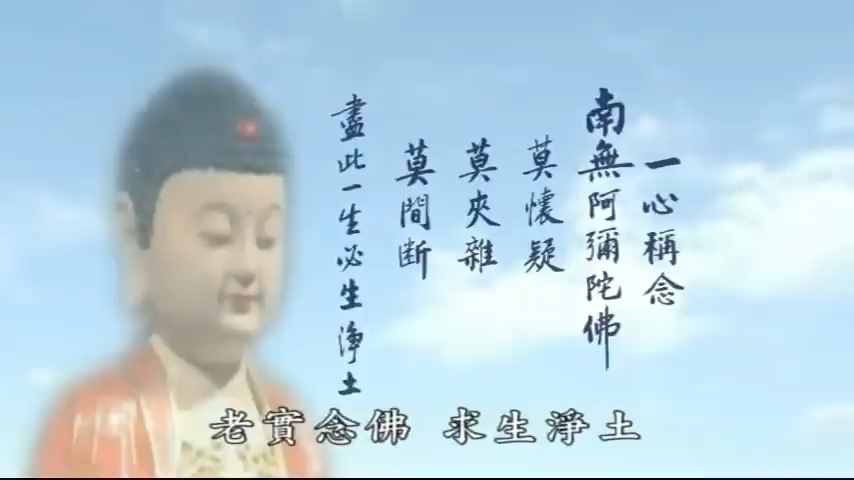 一心稱念
南無阿彌陀佛
莫懷疑
莫夾雜
莫間断
盡此一生必生淨土
老實念佛 求生淨土